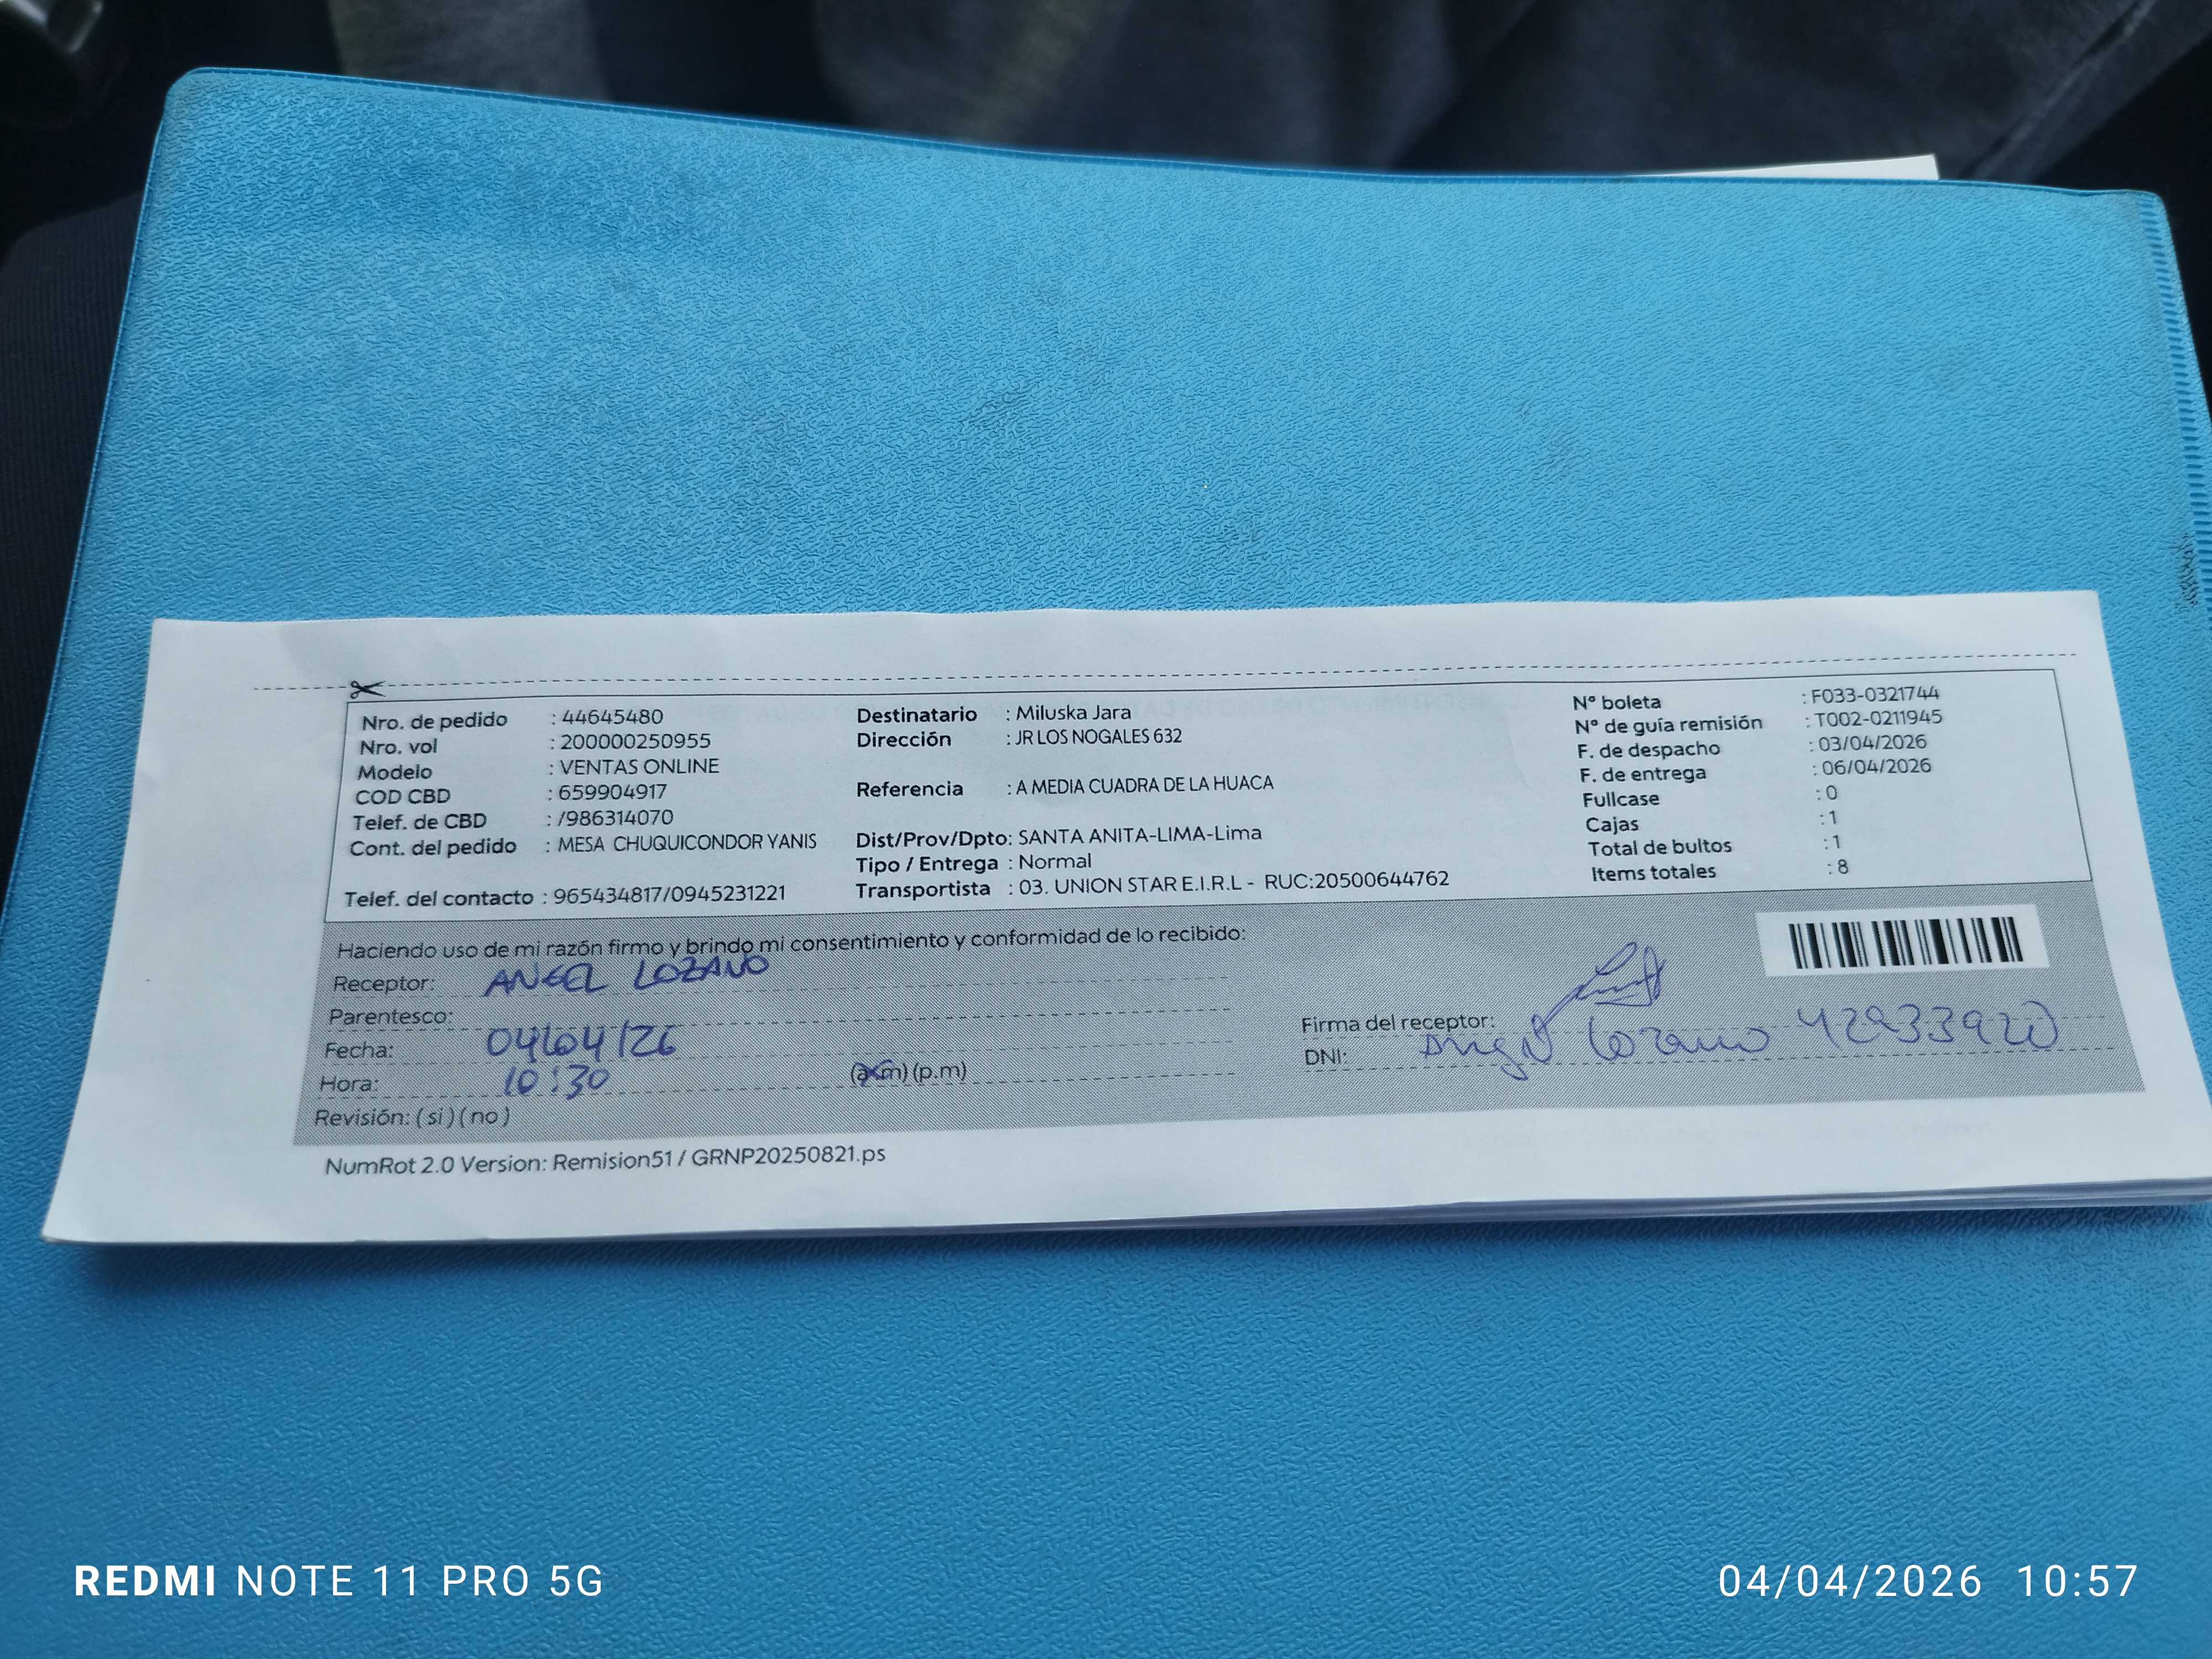 Nro. de pedido : 44645480
Nro. vol : 200000250955
Modelo : VENTAS ONLINE
COD CBD : 659904917
Telef. de CBD : /986314070
Cont. del pedido : MESA CHUQUICONDOR YANIS
Telef. del contacto : 965434817/0945231221
Destinatario : Miluska Jara
Dirección : JR LOS NOGALES 632
Referencia : A MEDIA CUADRA DE LA HUACA
Dist/Prov/Dpto: SANTA ANITA-LIMA-Lima
Tipo / Entrega : Normal
Transportista : 03. UNION STAR E.I.R.L - RUC:20500644762
Nº boleta : F033-0321744
Nº de guía remisión : T002-0211945
F. de despacho : 03/04/2026
F. de entrega : 06/04/2026
Fullcase : 0
Cajas : 1
Total de bultos : 1
Items totales : 8
Haciendo uso de mi razón firmo y brindo mi consentimiento y conformidad de lo recibido:
Receptor: ANGEL LOZANO
Parentesco:
Fecha: 04/04/26
Hora: 10:30 (a.m) (p.m)
Revisión: ( si ) ( no )
Firma del receptor:
DNI: Angel Lozano
NumRot 2.0 Version: Remision51 / GRNP20250821.ps
REDMI NOTE 11 PRO 5G
04/04/2026 10:57